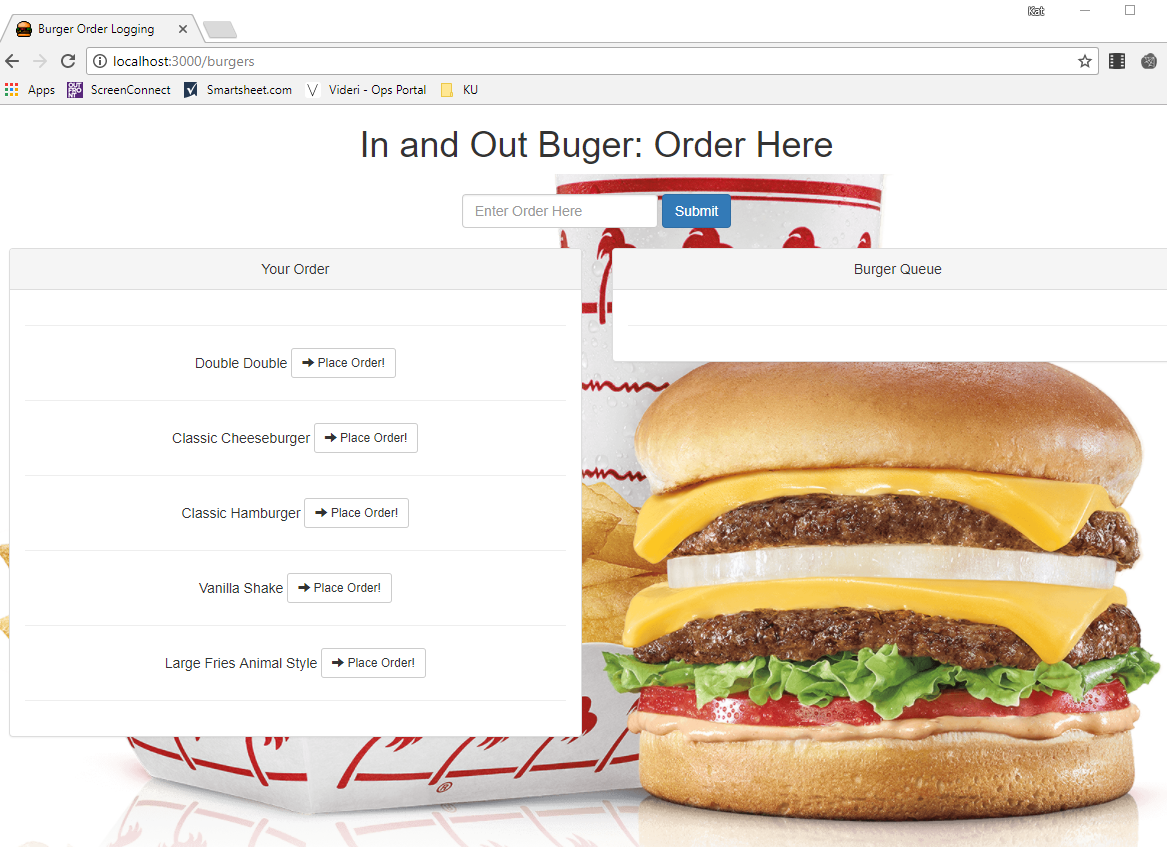 Kat
Burger Order Logging
localhost:3000/burgers
Apps ScreenConnect Smartsheet.com Videri - Ops Portal KU
In and Out Buger: Order Here
Enter Order Here Submit
Your Order
Double Double Place Order!
Classic Cheeseburger Place Order!
Classic Hamburger Place Order!
Vanilla Shake Place Order!
Large Fries Animal Style Place Order!
Burger Queue
®